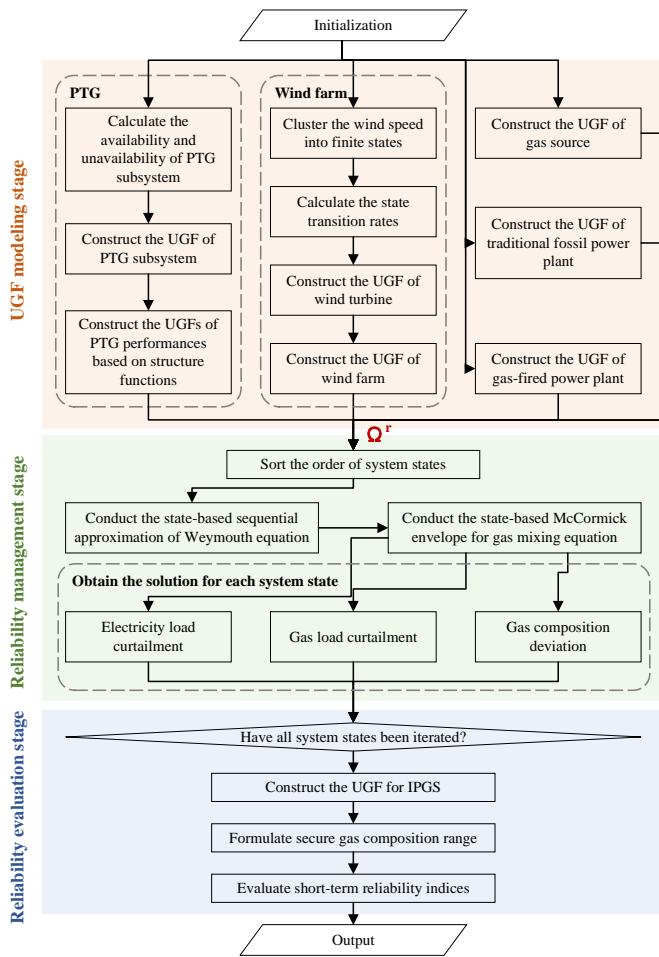 Initialization
UGF modeling stage
PTG
Calculate the
availability and
unavailability of PTG
subsystem
Construct the UGF of
PTG subsystem
Construct the UGFs of
PTG performances
based on structure
functions
Wind farm
Cluster the wind speed
into finite states
Calculate the state
transition rates
Construct the UGF of
wind turbine
Construct the UGF of
wind farm
Construct the UGF of
gas source
Construct the UGF of
traditional fossil power
plant
Construct the UGF of
gas-fired power plant
Ω r
Reliability management stage
Sort the order of system states
Conduct the state-based sequential
approximation of Weymouth equation
Conduct the state-based McCormick
envelope for gas mixing equation
Obtain the solution for each system state
Electricity load
curtailment
Gas load curtailment
Gas composition
deviation
Reliability evaluation stage
Have all system states been iterated?
Construct the UGF for IPGS
Formulate secure gas composition range
Evaluate short-term reliability indices
Output